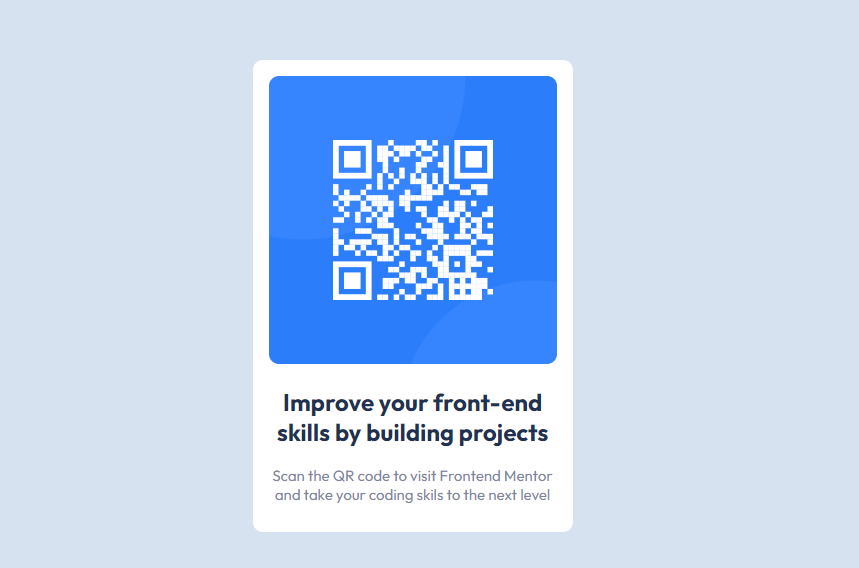 Improve your front-end
skills by building projects
Scan the QR code to visit Frontend Mentor
and take your coding skils to the next level